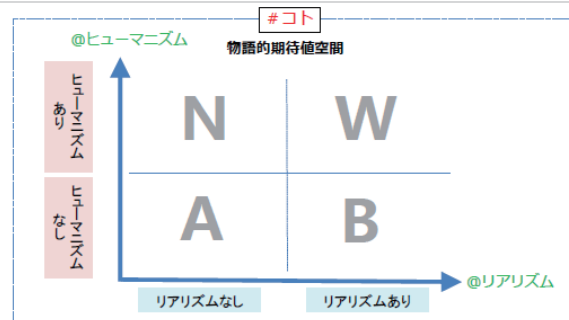 #コト
@ヒューマニズム
物語的期待値空間
ヒューマニズム
あり
N
W
ヒューマニズム
なし
A
B
@リアリズム
リアリズムなし
リアリズムあり